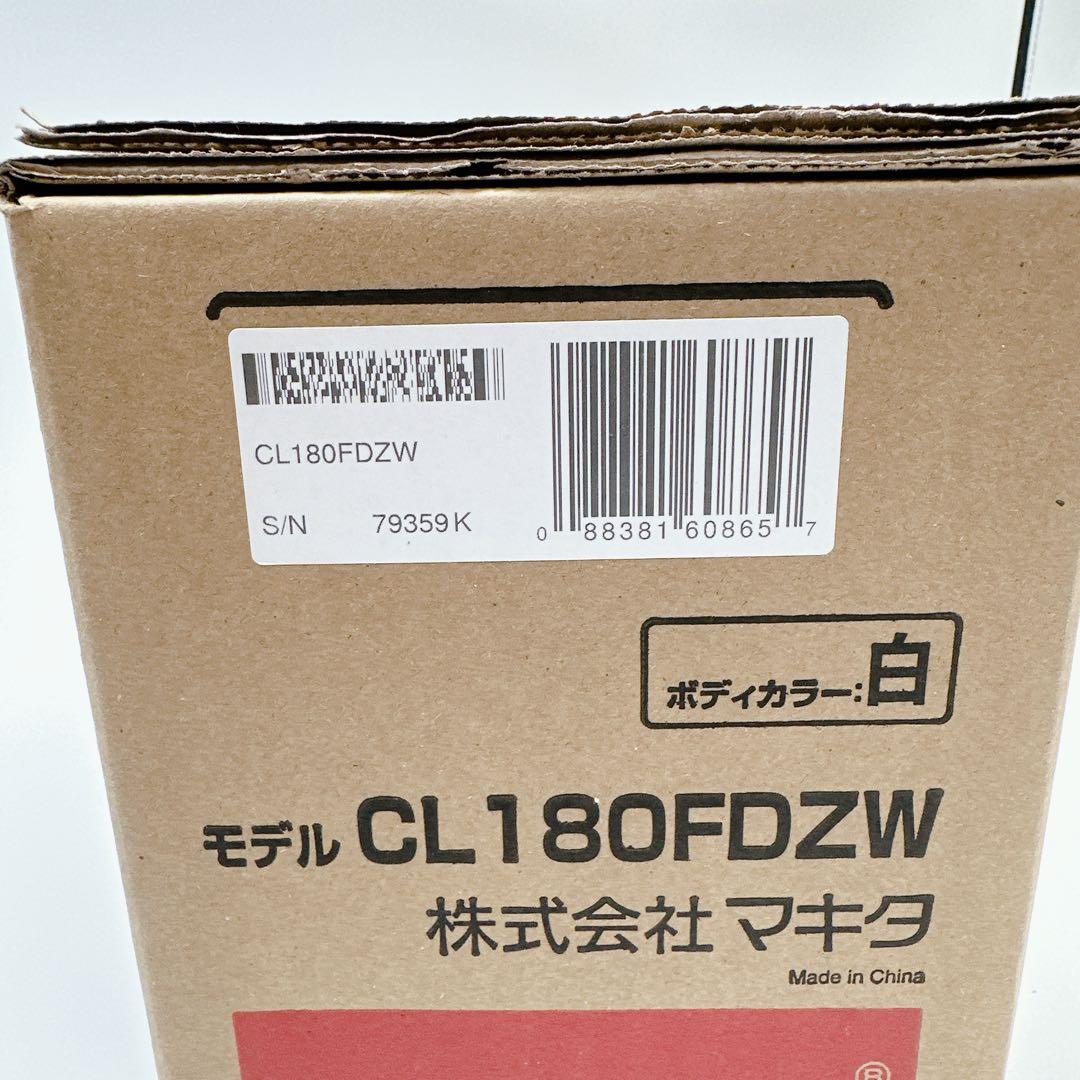 CL180FDZW
S/N 79359 K
0 88381 60865 7
ボディカラー:白
モデル CL180FDZW
株式会社マキタ
Made in China
®